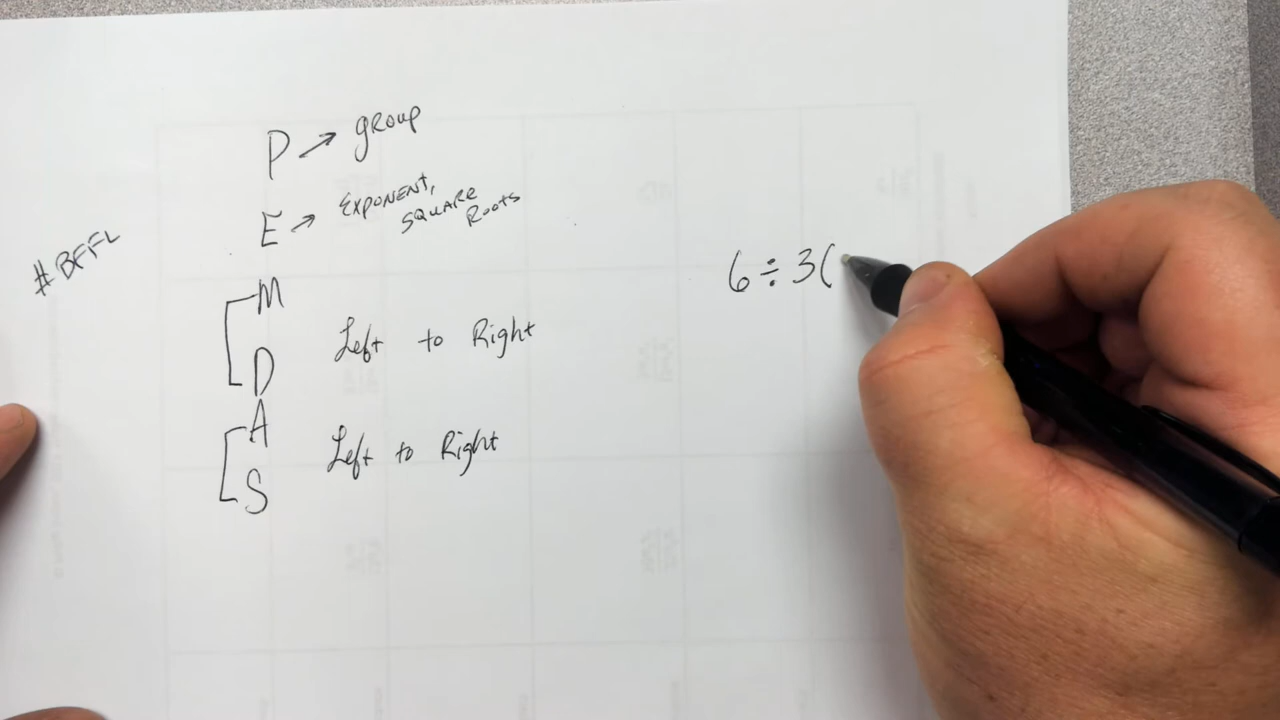 P → group
E → EXPONENT,
SQUARE
Roots
#BFFL
M
D
Left to Right
A
S
Left to Right
6 ÷ 3(